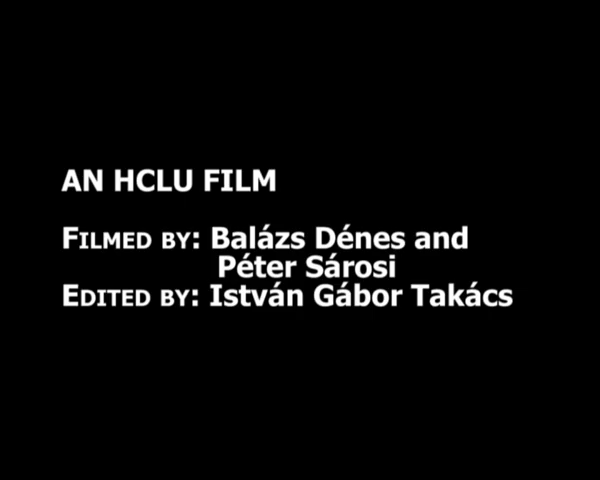 AN HCLU FILM
FILMED BY: Balázs Dénes and
Péter Sárosi
EDITED BY: István Gábor Takács